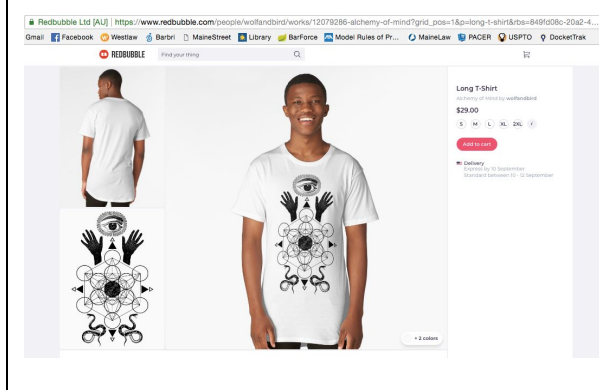 Redbubble Ltd [AU] | https://www.redbubble.com/people/wolfandbird/works/12079286-alchemy-of-mind?grid_pos=1&p=long-t-shirt&rbs=849fd08c-20a2-4...
Gmail Facebook Westlaw Barbri MaineStreet Library BarForce Model Rules of Pr... MaineLaw PACER USPTO DocketTrak
REDBUBBLE Find your thing
Long T-Shirt
Alchemy of Mind by wolfandbird
$29.00
S M L XL 2XL
Add to cart
Delivery
Express by 10 September
Standard between 10 - 12 September
+ 2 colors